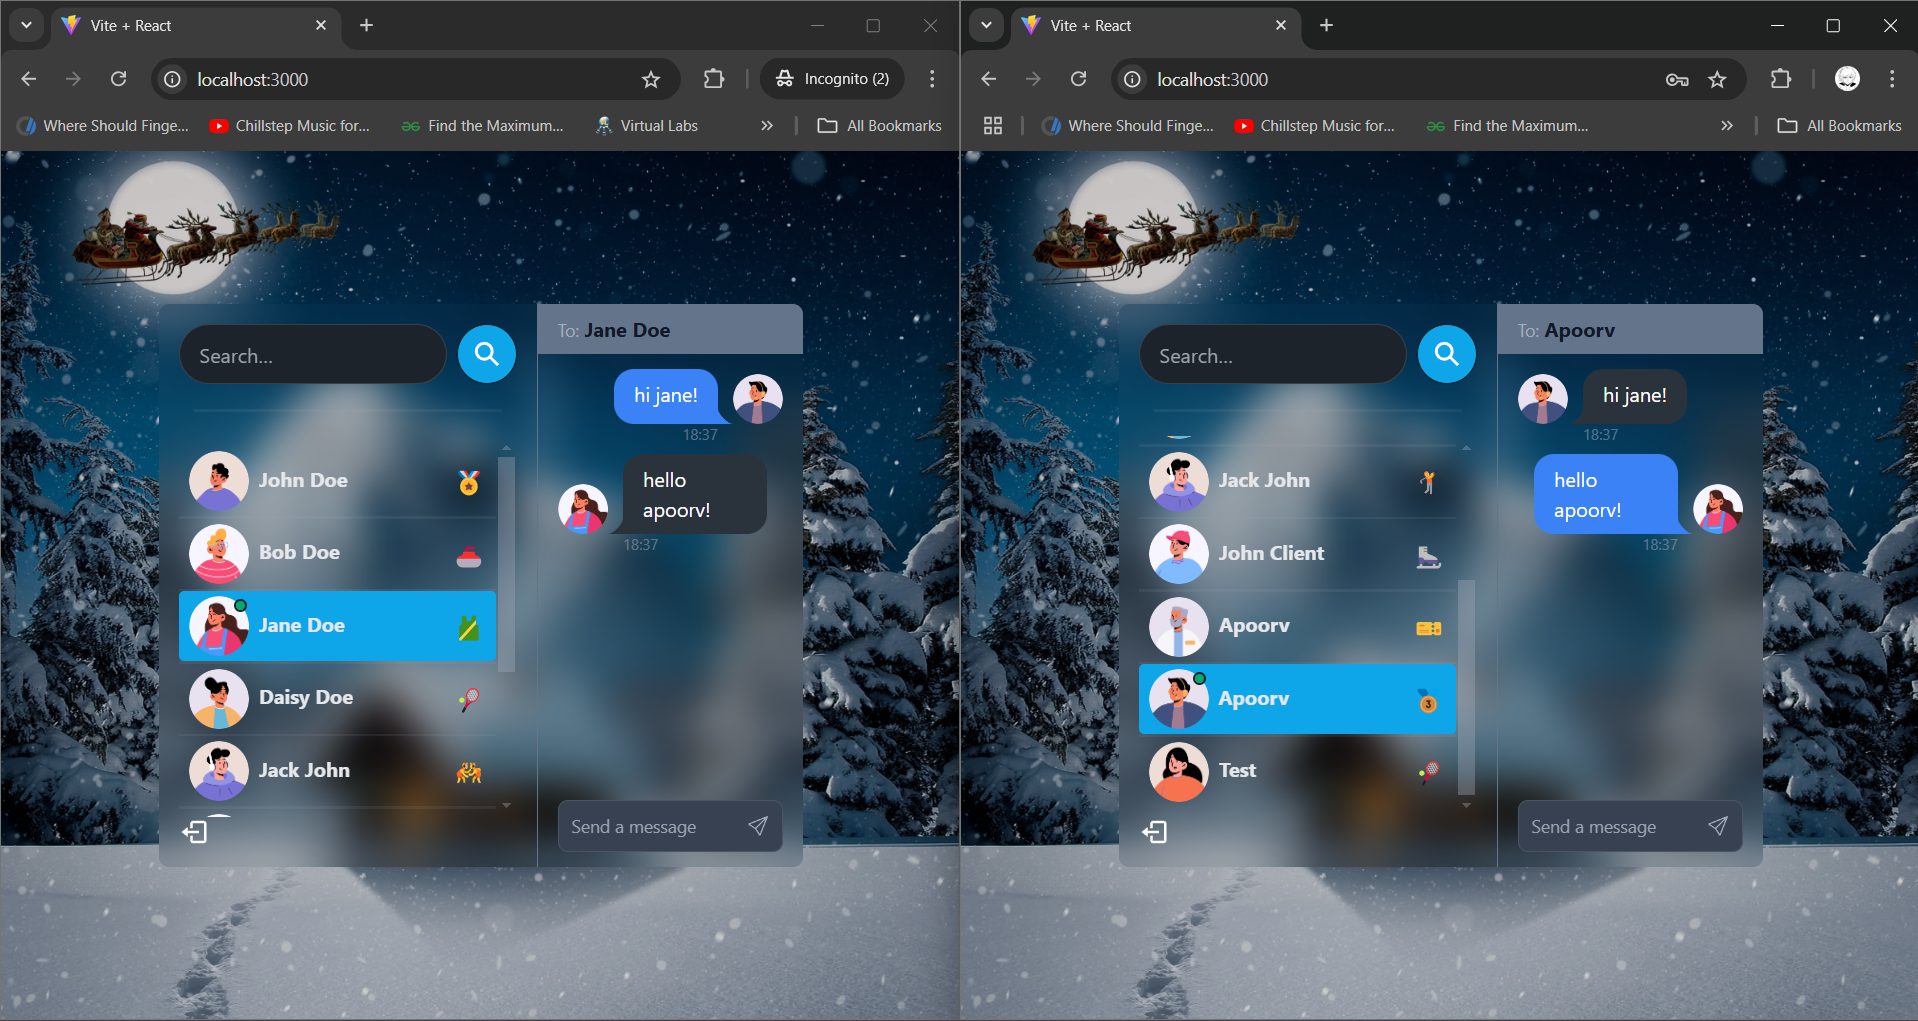 Vite + React
localhost:3000
Incognito (2)
Where Should Finge...
Chillstep Music for...
Find the Maximum...
Virtual Labs
All Bookmarks
Search...
John Doe
Bob Doe
Jane Doe
Daisy Doe
Jack John
To: Jane Doe
hi jane!
18:37
hello
apoorv!
18:37
Send a message
Vite + React
localhost:3000
Where Should Finge...
Chillstep Music for...
Find the Maximum...
All Bookmarks
Search...
Jack John
John Client
Apoorv
Apoorv
3
Test
To: Apoorv
hi jane!
18:37
hello
apoorv!
18:37
Send a message